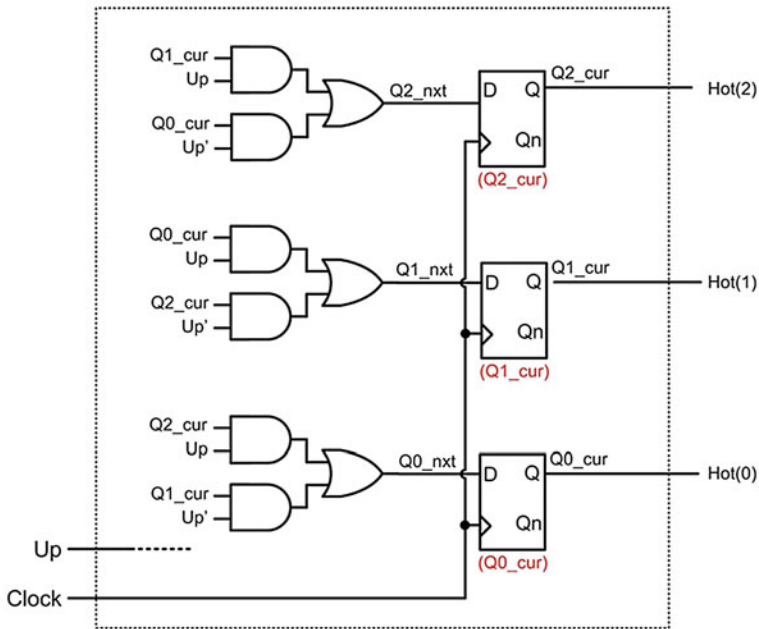 Q1_cur
Up
Q0_cur
Up'
Q2_nxt
D Q
Qn
(Q2_cur)
Q2_cur
Hot(2)
Q0_cur
Up
Q2_cur
Up'
Q1_nxt
D Q
Qn
(Q1_cur)
Q1_cur
Hot(1)
Q2_cur
Up
Q1_cur
Up'
Q0_nxt
D Q
Qn
(Q0_cur)
Q0_cur
Hot(0)
Up
Clock